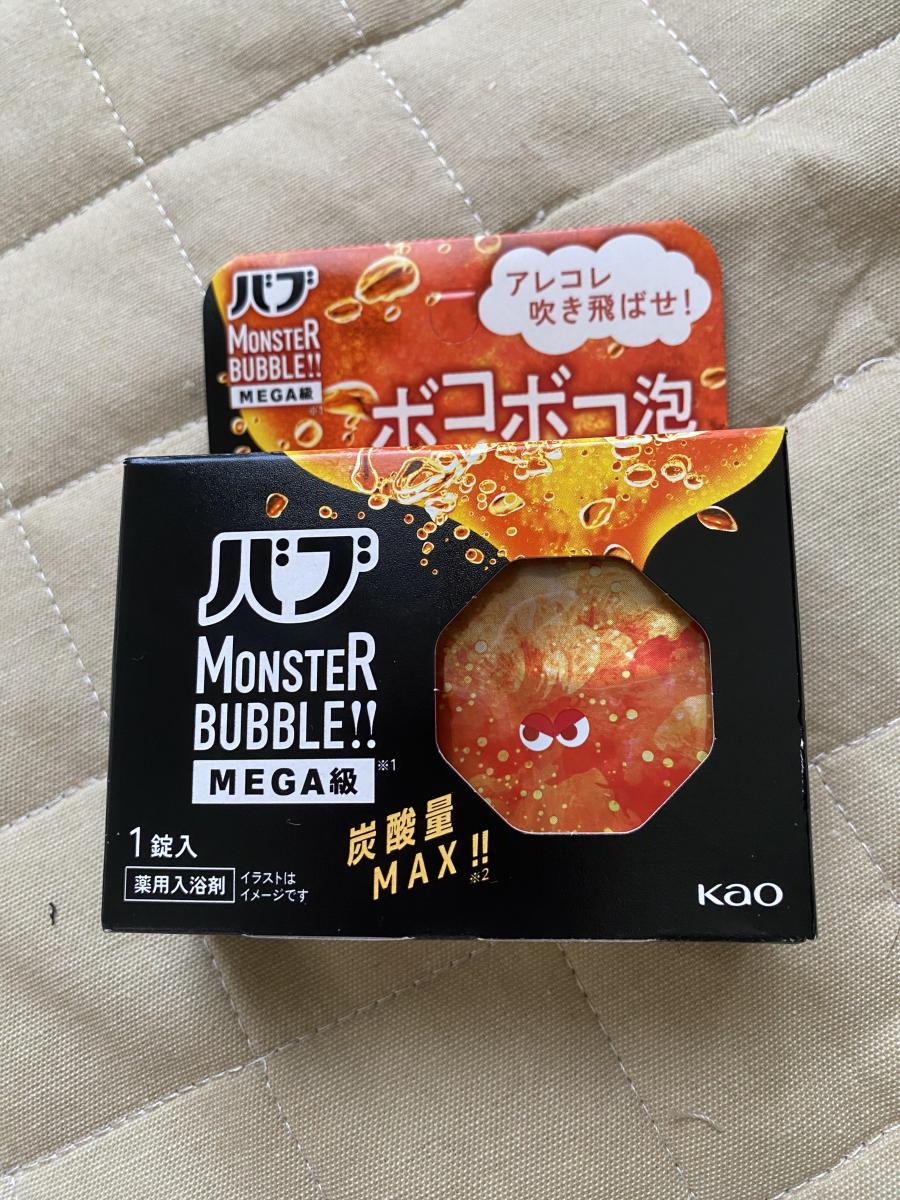 バブ
MONSTER
BUBBLE!!
MEGA級
※1
アレコレ
吹き飛ばせ!
ボコボコ泡
バブ
MONSTER
BUBBLE!!
MEGA級
※1
炭酸量
MAX!!
※2
1錠入
薬用入浴剤
イラストは
イメージです
Kao